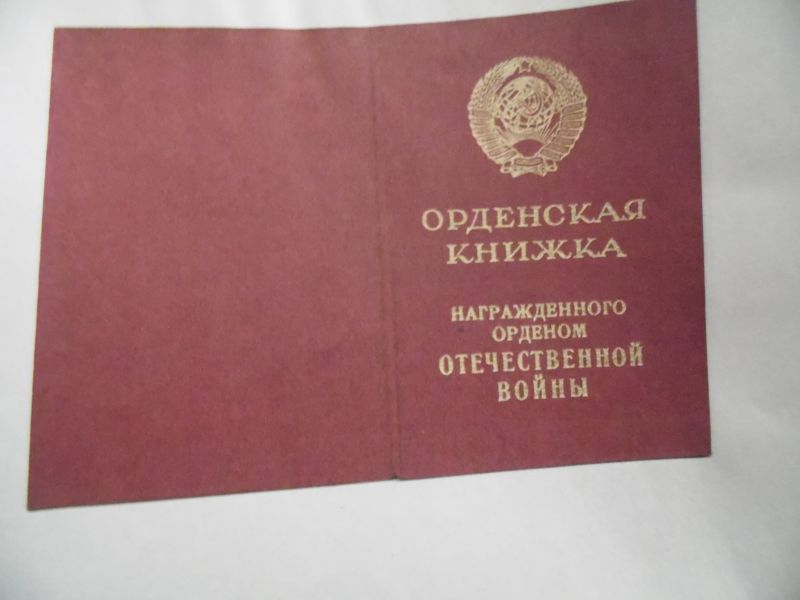 ОРДЕНСКАЯ
КНИЖКА
НАГРАЖДЕННОГО
ОРДЕНОМ
ОТЕЧЕСТВЕННОЙ
ВОЙНЫ